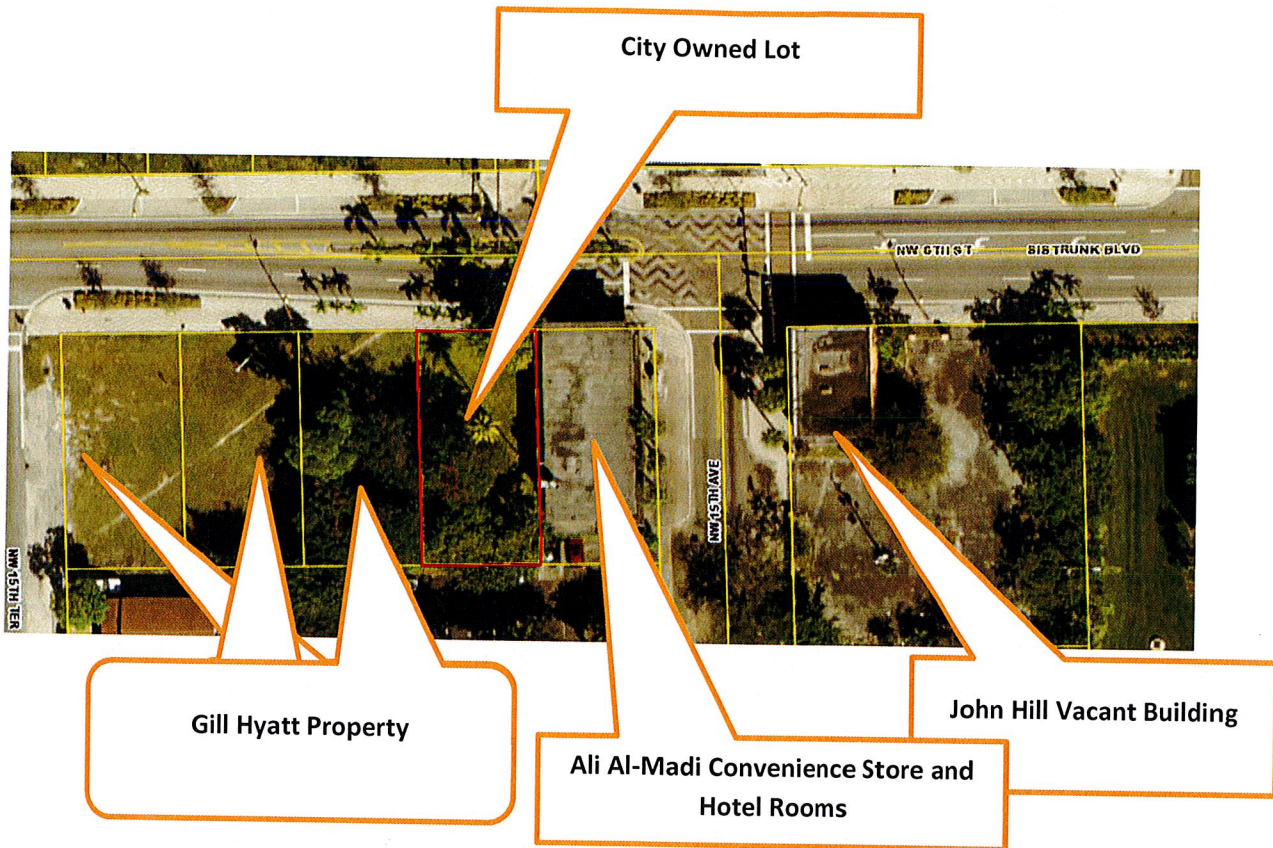 City Owned Lot
NW 6TH ST
SIS TRUNK BLVD
NW 15TH AVE
NW 15TH TER
Gill Hyatt Property
Ali Al-Madi Convenience Store and
Hotel Rooms
John Hill Vacant Building